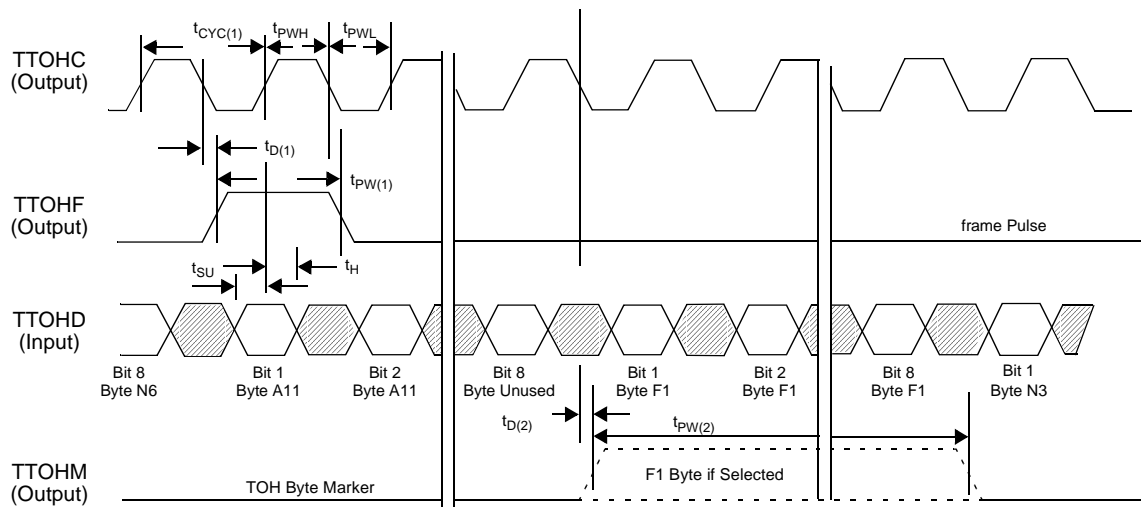 tCYC(1) tPWH tPWL
TTOHC
(Output)
tD(1)
tPW(1)
TTOHF
(Output)
frame Pulse
tSU tH
TTOHD
(Input)
Bit 8 Bit 1 Bit 2 Bit 8 Bit 1 Bit 2 Bit 8 Bit 1
Byte N6 Byte A11 Byte A11 Byte Unused Byte F1 Byte F1 Byte F1 Byte N3
tD(2) tPW(2)
TTOHM
(Output)
TOH Byte Marker F1 Byte if Selected